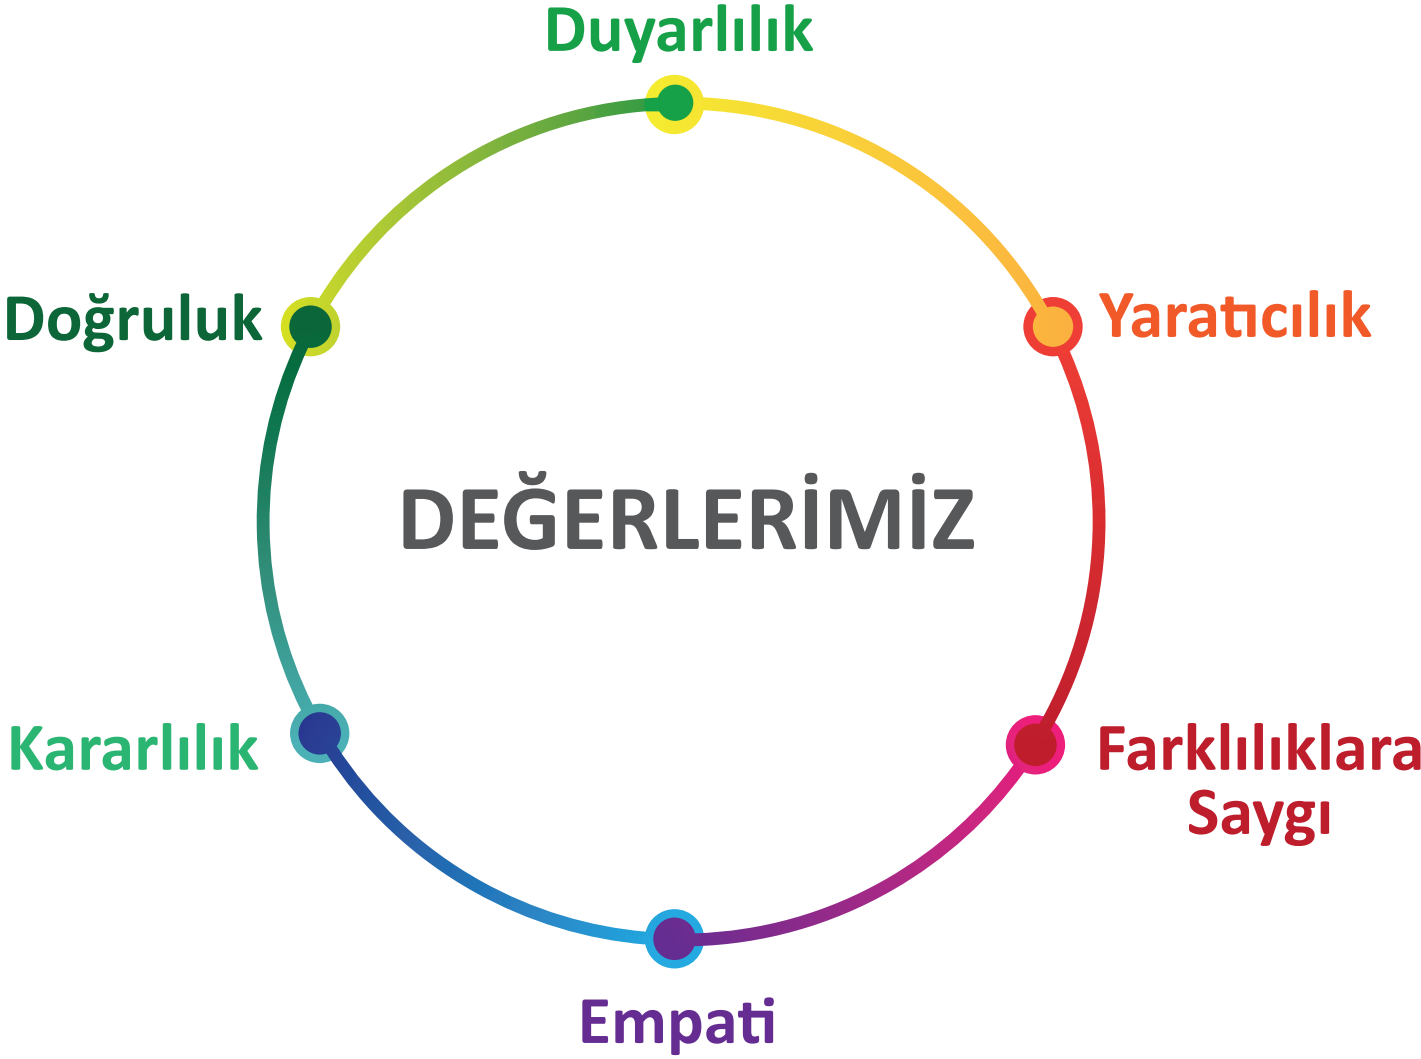 Duyarlılık
Doğruluk
Yaratıcılık
DEĞERLERİMİZ
Kararlılık
Farklılıklara
Saygı
Empati